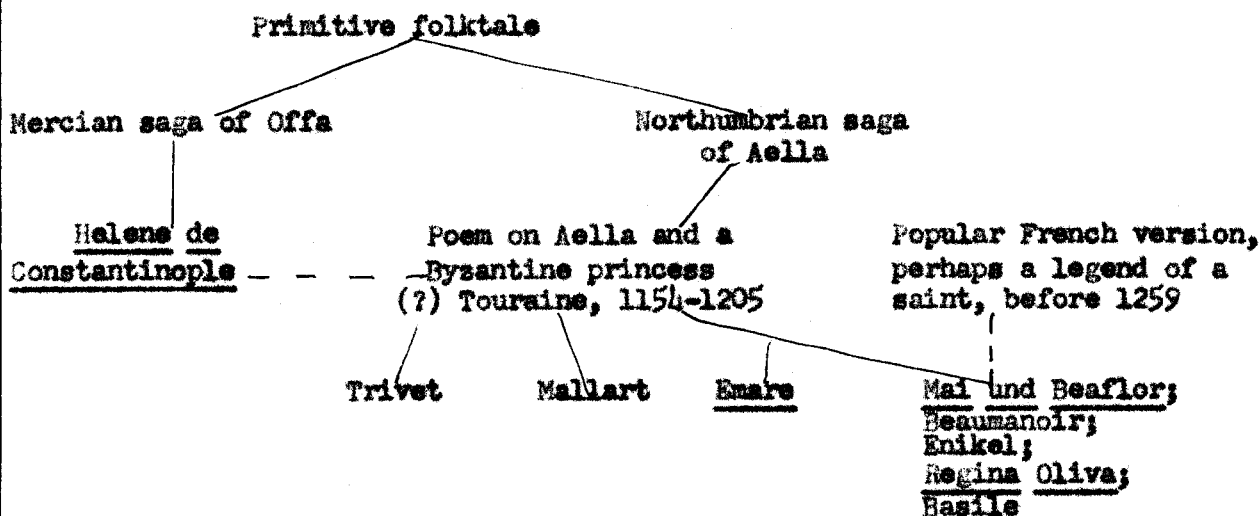 Primitive folktale
Mercian saga of Offa
Northumbrian saga
of Aella
Helene de
Constantinople
Poem on Aella and a
Byzantine princess
(?) Touraine, 1154-1205
Popular French version,
perhaps a legend of a
saint, before 1259
Trivet
Mallart
Emare
Mai und Beaflor;
Beaumanoir;
Enikel;
Regina Oliva;
Basile